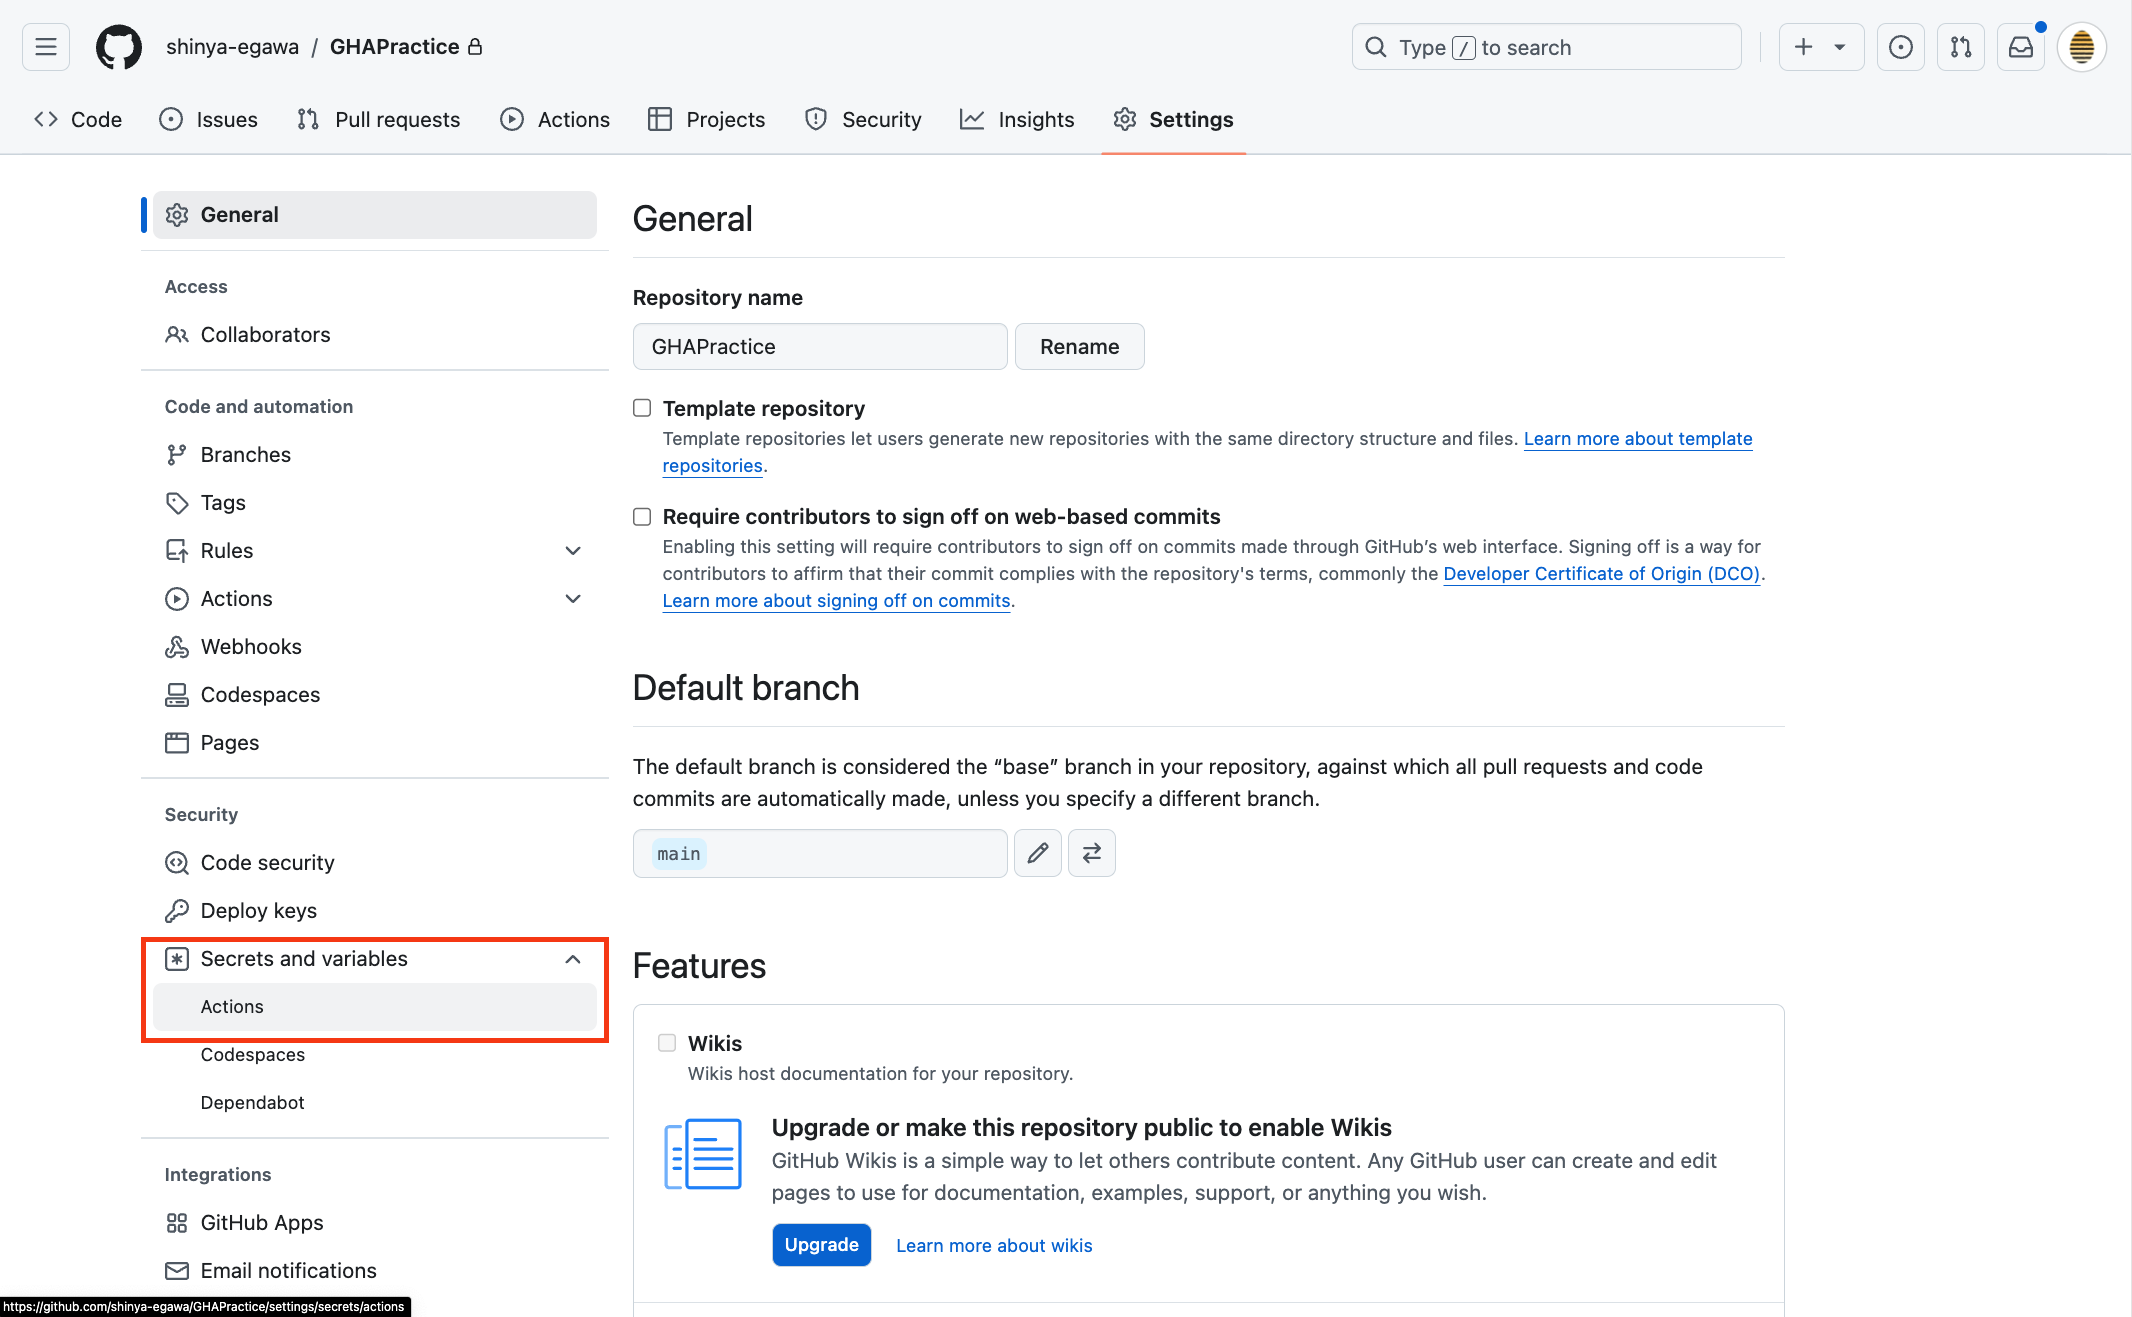 shinya-egawa / GHAPractice
Type / to search
Code
Issues
Pull requests
Actions
Projects
Security
Insights
Settings
General
Access
Collaborators
Code and automation
Branches
Tags
Rules
Actions
Webhooks
Codespaces
Pages
Security
Code security
Deploy keys
Secrets and variables
Actions
Codespaces
Dependabot
Integrations
GitHub Apps
Email notifications
https://github.com/shinya-egawa/GHAPractice/settings/secrets/actions
General
Repository name
GHAPractice
Rename
Template repository
Template repositories let users generate new repositories with the same directory structure and files. Learn more about template
repositories.
Require contributors to sign off on web-based commits
Enabling this setting will require contributors to sign off on commits made through GitHub’s web interface. Signing off is a way for
contributors to affirm that their commit complies with the repository's terms, commonly the Developer Certificate of Origin (DCO).
Learn more about signing off on commits.
Default branch
The default branch is considered the “base” branch in your repository, against which all pull requests and code
commits are automatically made, unless you specify a different branch.
main
Features
Wikis
Wikis host documentation for your repository.
Upgrade or make this repository public to enable Wikis
GitHub Wikis is a simple way to let others contribute content. Any GitHub user can create and edit
pages to use for documentation, examples, support, or anything you wish.
Upgrade
Learn more about wikis